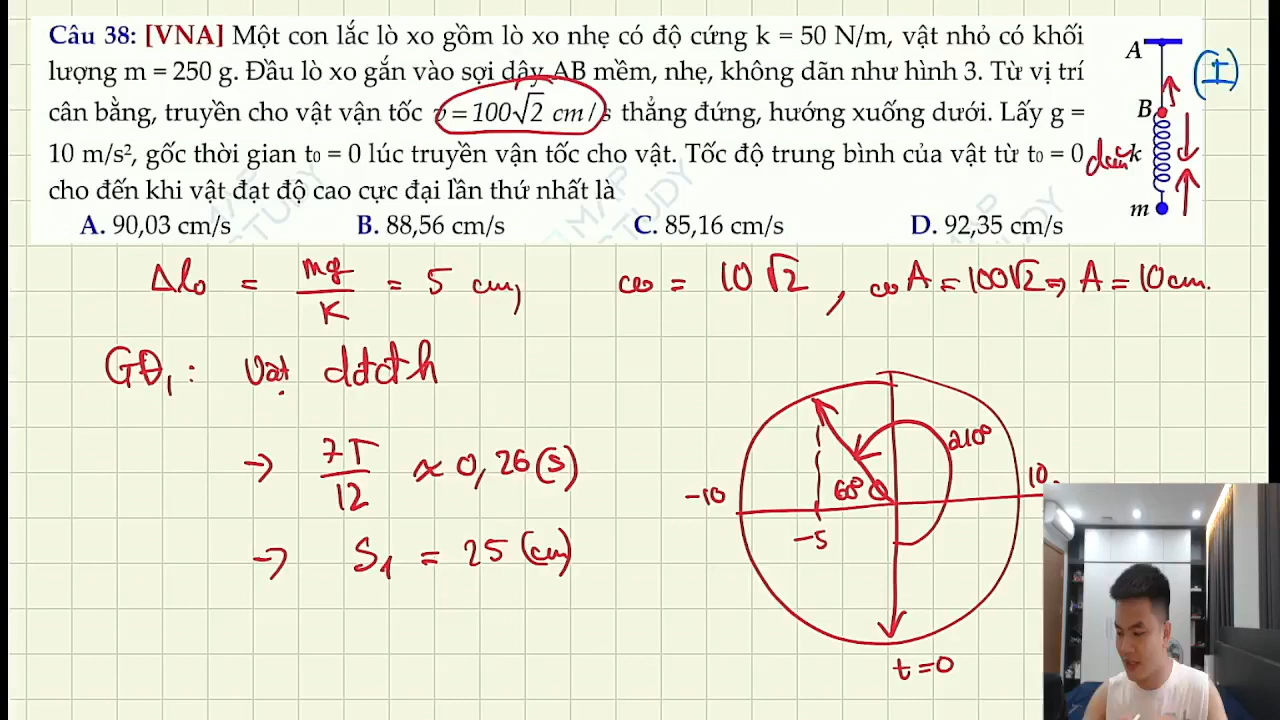 Câu 38: [VNA] Một con lắc lò xo gồm lò xo nhẹ có độ cứng k = 50 N/m, vật nhỏ có khối
lượng m = 250 g. Đầu lò xo gắn vào sợi dây AB mềm, nhẹ, không dãn như hình 3. Từ vị trí
cân bằng, truyền cho vật vận tốc v = 100√2 cm/s thẳng đứng, hướng xuống dưới. Lấy g =
10 m/s², gốc thời gian t₀ = 0 lúc truyền vận tốc cho vật. Tốc độ trung bình của vật từ t₀ = 0
cho đến khi vật đạt độ cao cực đại lần thứ nhất là
A. 90,03 cm/s B. 88,56 cm/s C. 85,16 cm/s D. 92,35 cm/s
A
(I)
B
k
dãn
m
MAP STUDY
Δl₀ = mg/K = 5 cm, ω = 10√2, ωA = 100√2 ⇒ A = 10 cm.
GĐ₁: Vật dđđh
→ 7T/12 ≈ 0,26 (s)
→ S₁ = 25 (cm)
210°
60°
-10
10
-5
t = 0